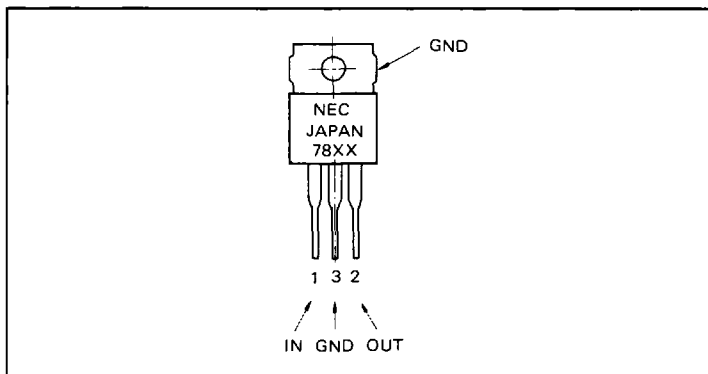 GND
NEC
JAPAN
78XX
1 3 2
IN GND OUT